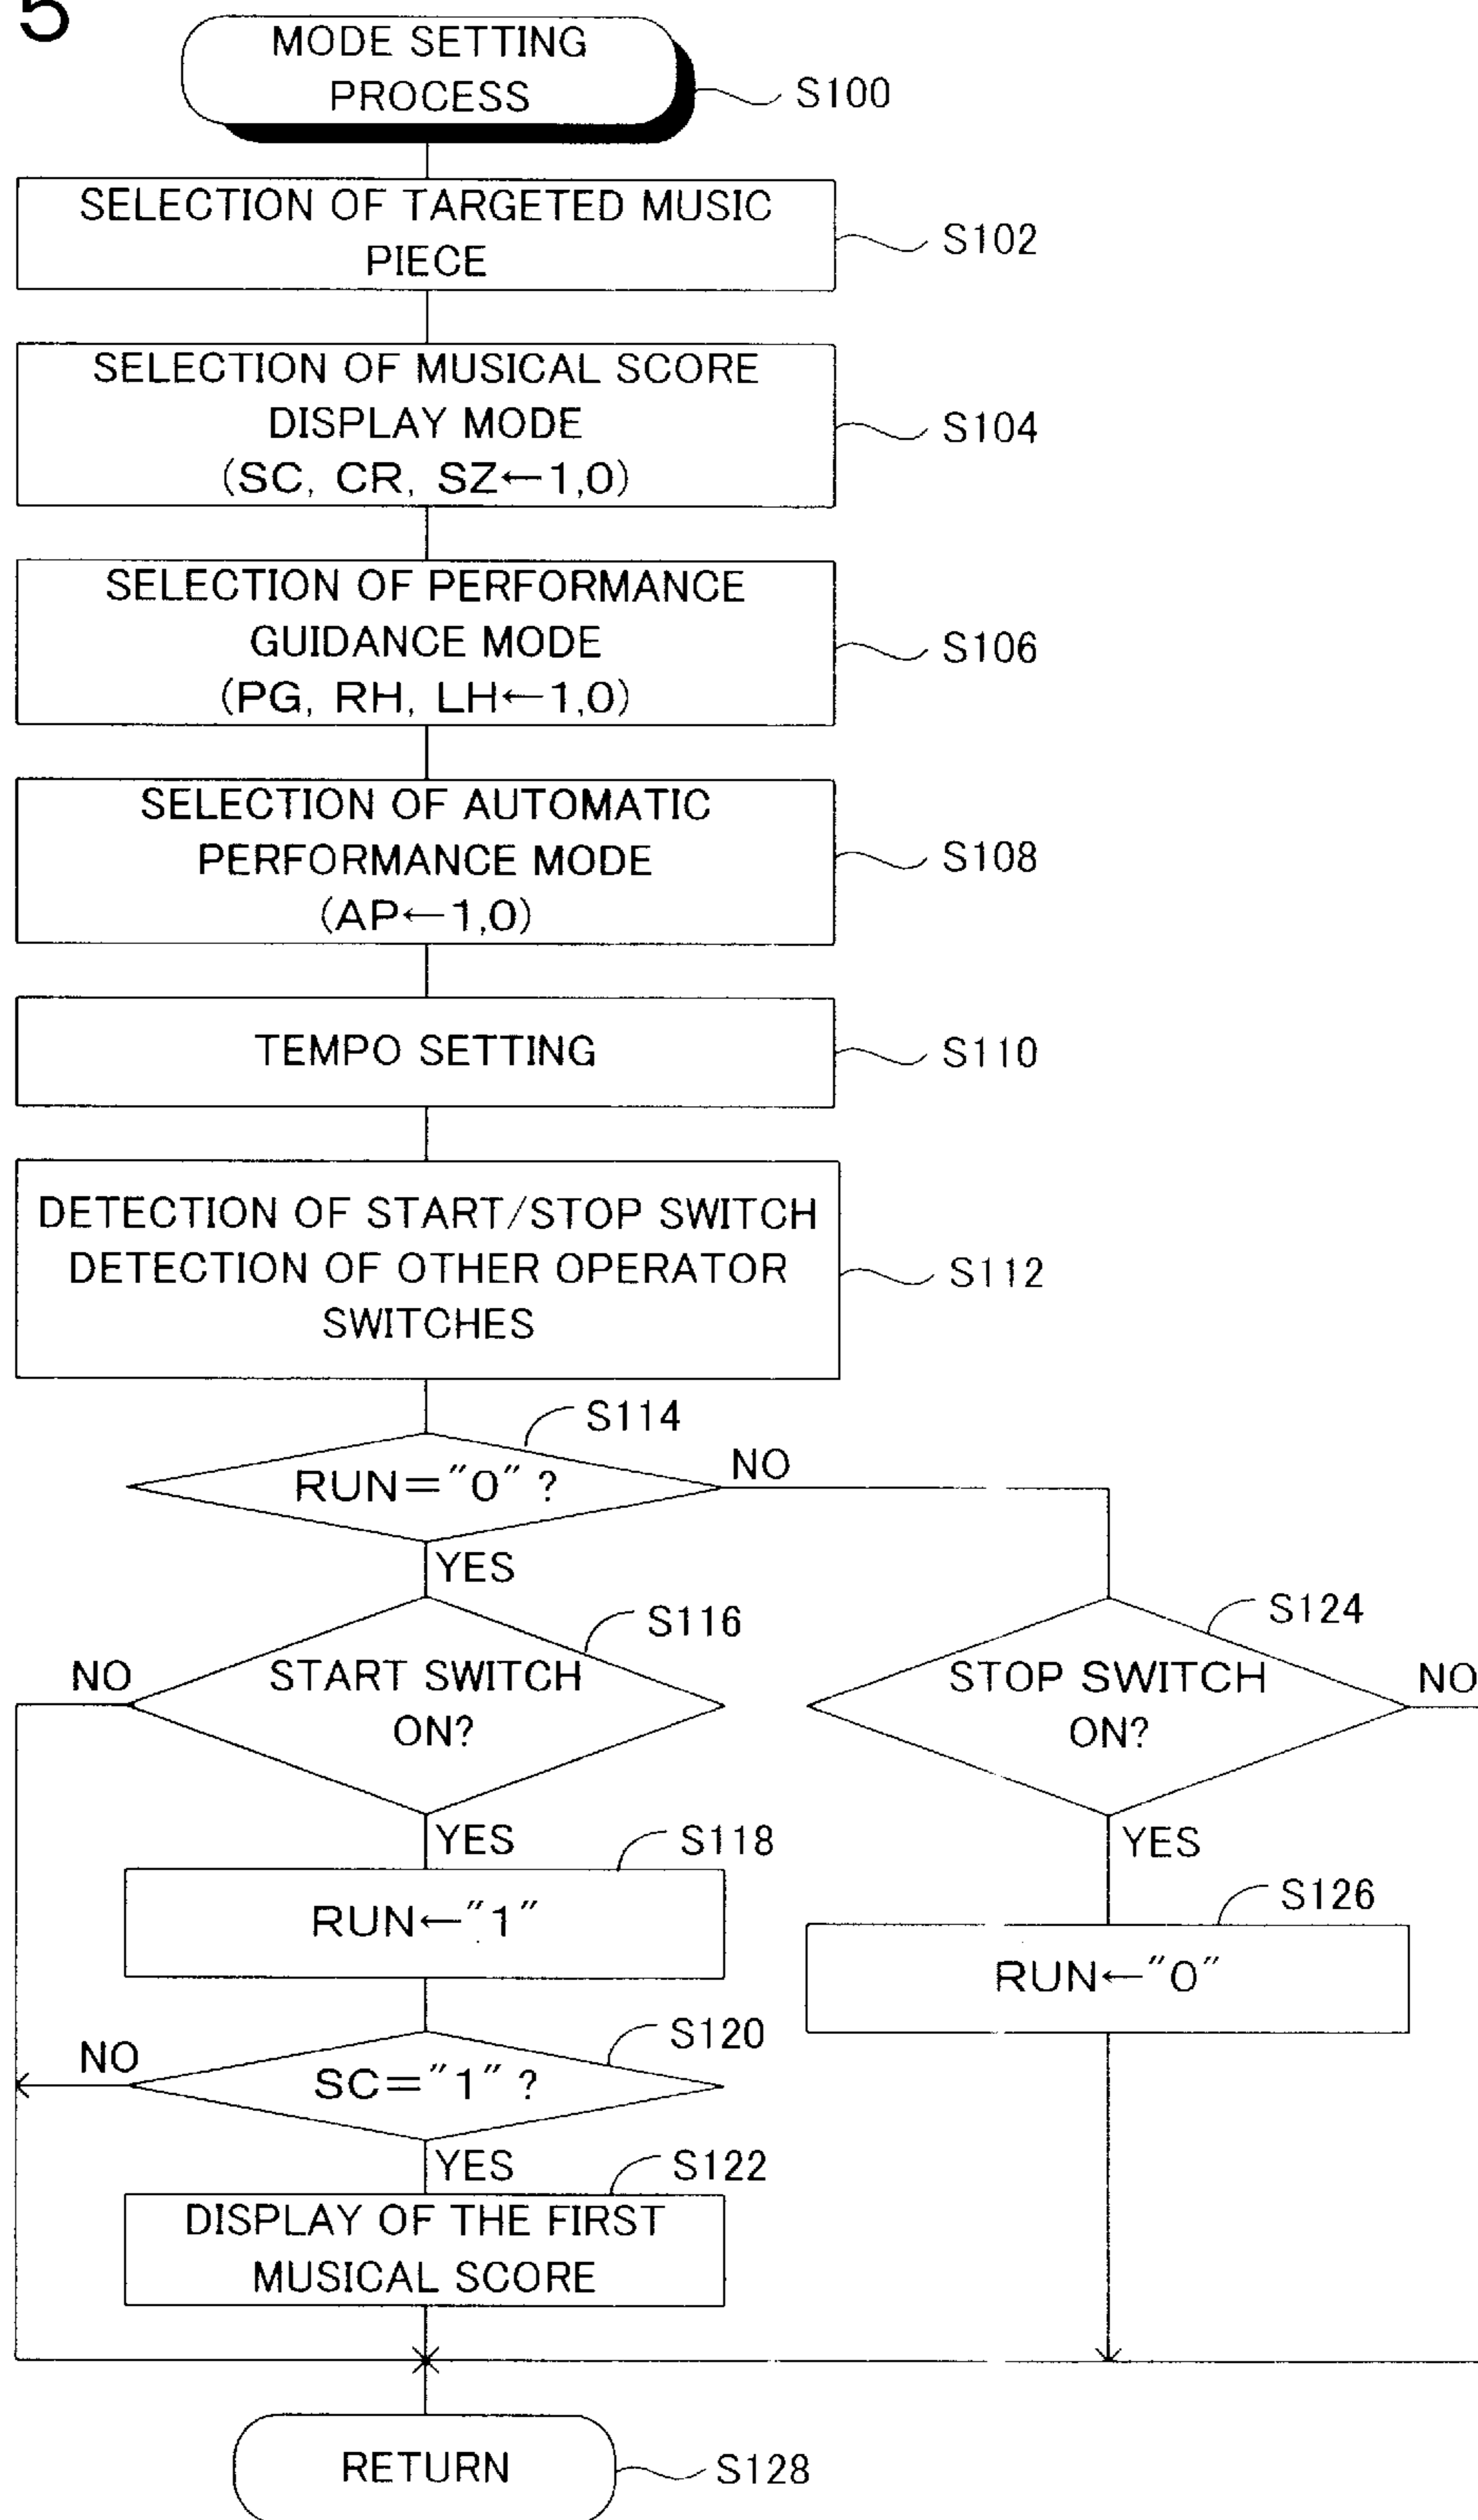 5
MODE SETTING
PROCESS
S100
SELECTION OF TARGETED MUSIC
PIECE
S102
SELECTION OF MUSICAL SCORE
DISPLAY MODE
(SC, CR, SZ←1,0)
S104
SELECTION OF PERFORMANCE
GUIDANCE MODE
(PG, RH, LH←1,0)
S106
SELECTION OF AUTOMATIC
PERFORMANCE MODE
(AP←1,0)
S108
TEMPO SETTING
S110
DETECTION OF START/STOP SWITCH
DETECTION OF OTHER OPERATOR
SWITCHES
S112
S114
RUN="0"?
NO
YES
S116
START SWITCH
ON?
NO
YES
S118
RUN←"1"
S120
SC="1"?
NO
YES
S122
DISPLAY OF THE FIRST
MUSICAL SCORE
S124
STOP SWITCH
ON?
NO
YES
S126
RUN←"0"
RETURN
S128